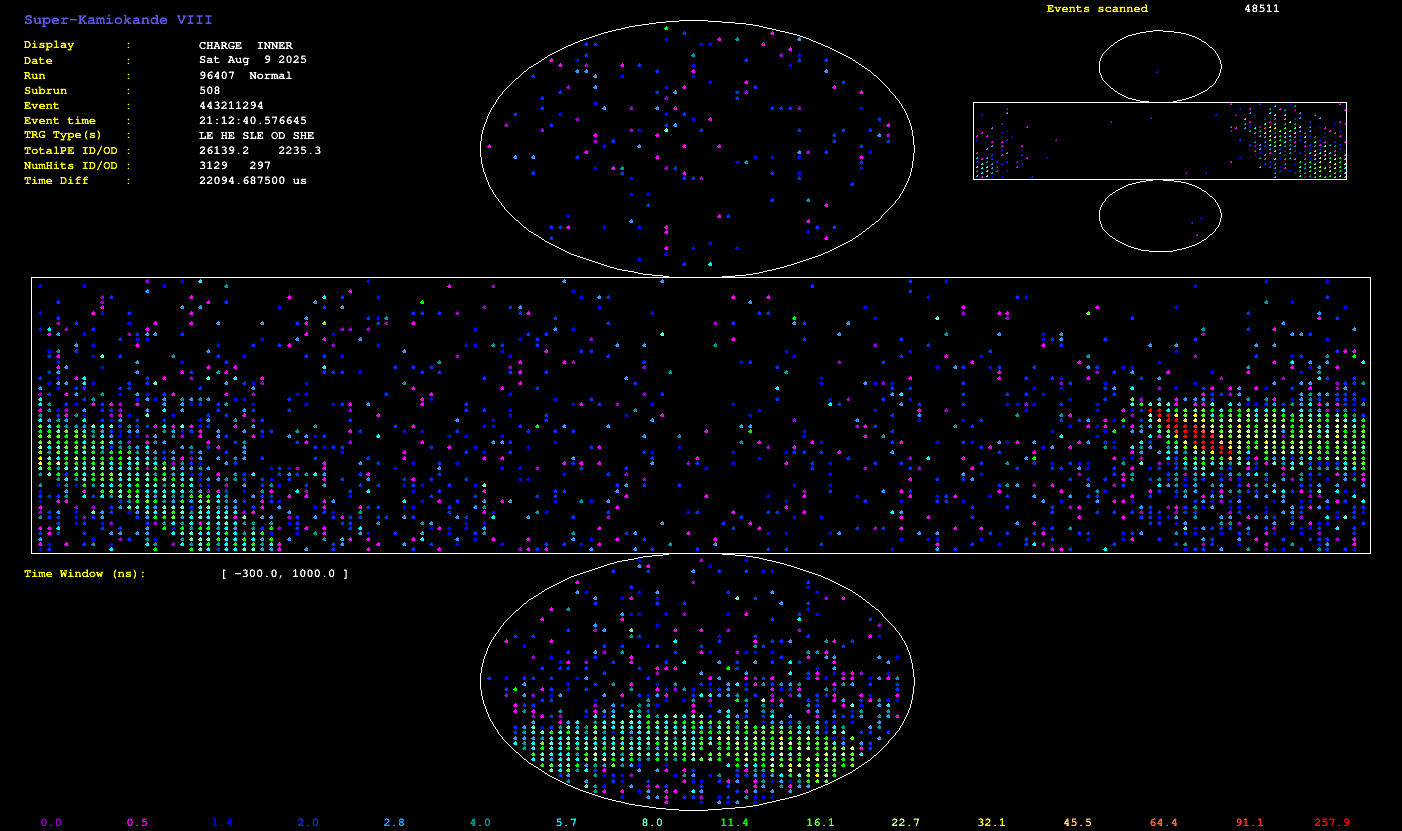 Super-Kamiokande VIII
Events scanned 48511
Display : CHARGE INNER
Date : Sat Aug 9 2025
Run : 96407 Normal
Subrun : 508
Event : 443211294
Event time : 21:12:40.576645
TRG Type(s) : LE HE SLE OD SHE
TotalPE ID/OD : 26139.2 2235.3
NumHits ID/OD : 3129 297
Time Diff : 22094.687500 us
Time Window (ns): [ -300.0, 1000.0 ]
0.0 0.5 1.4 2.0 2.8 4.0 5.7 8.0 11.4 16.1 22.7 32.1 45.5 64.4 91.1 257.9